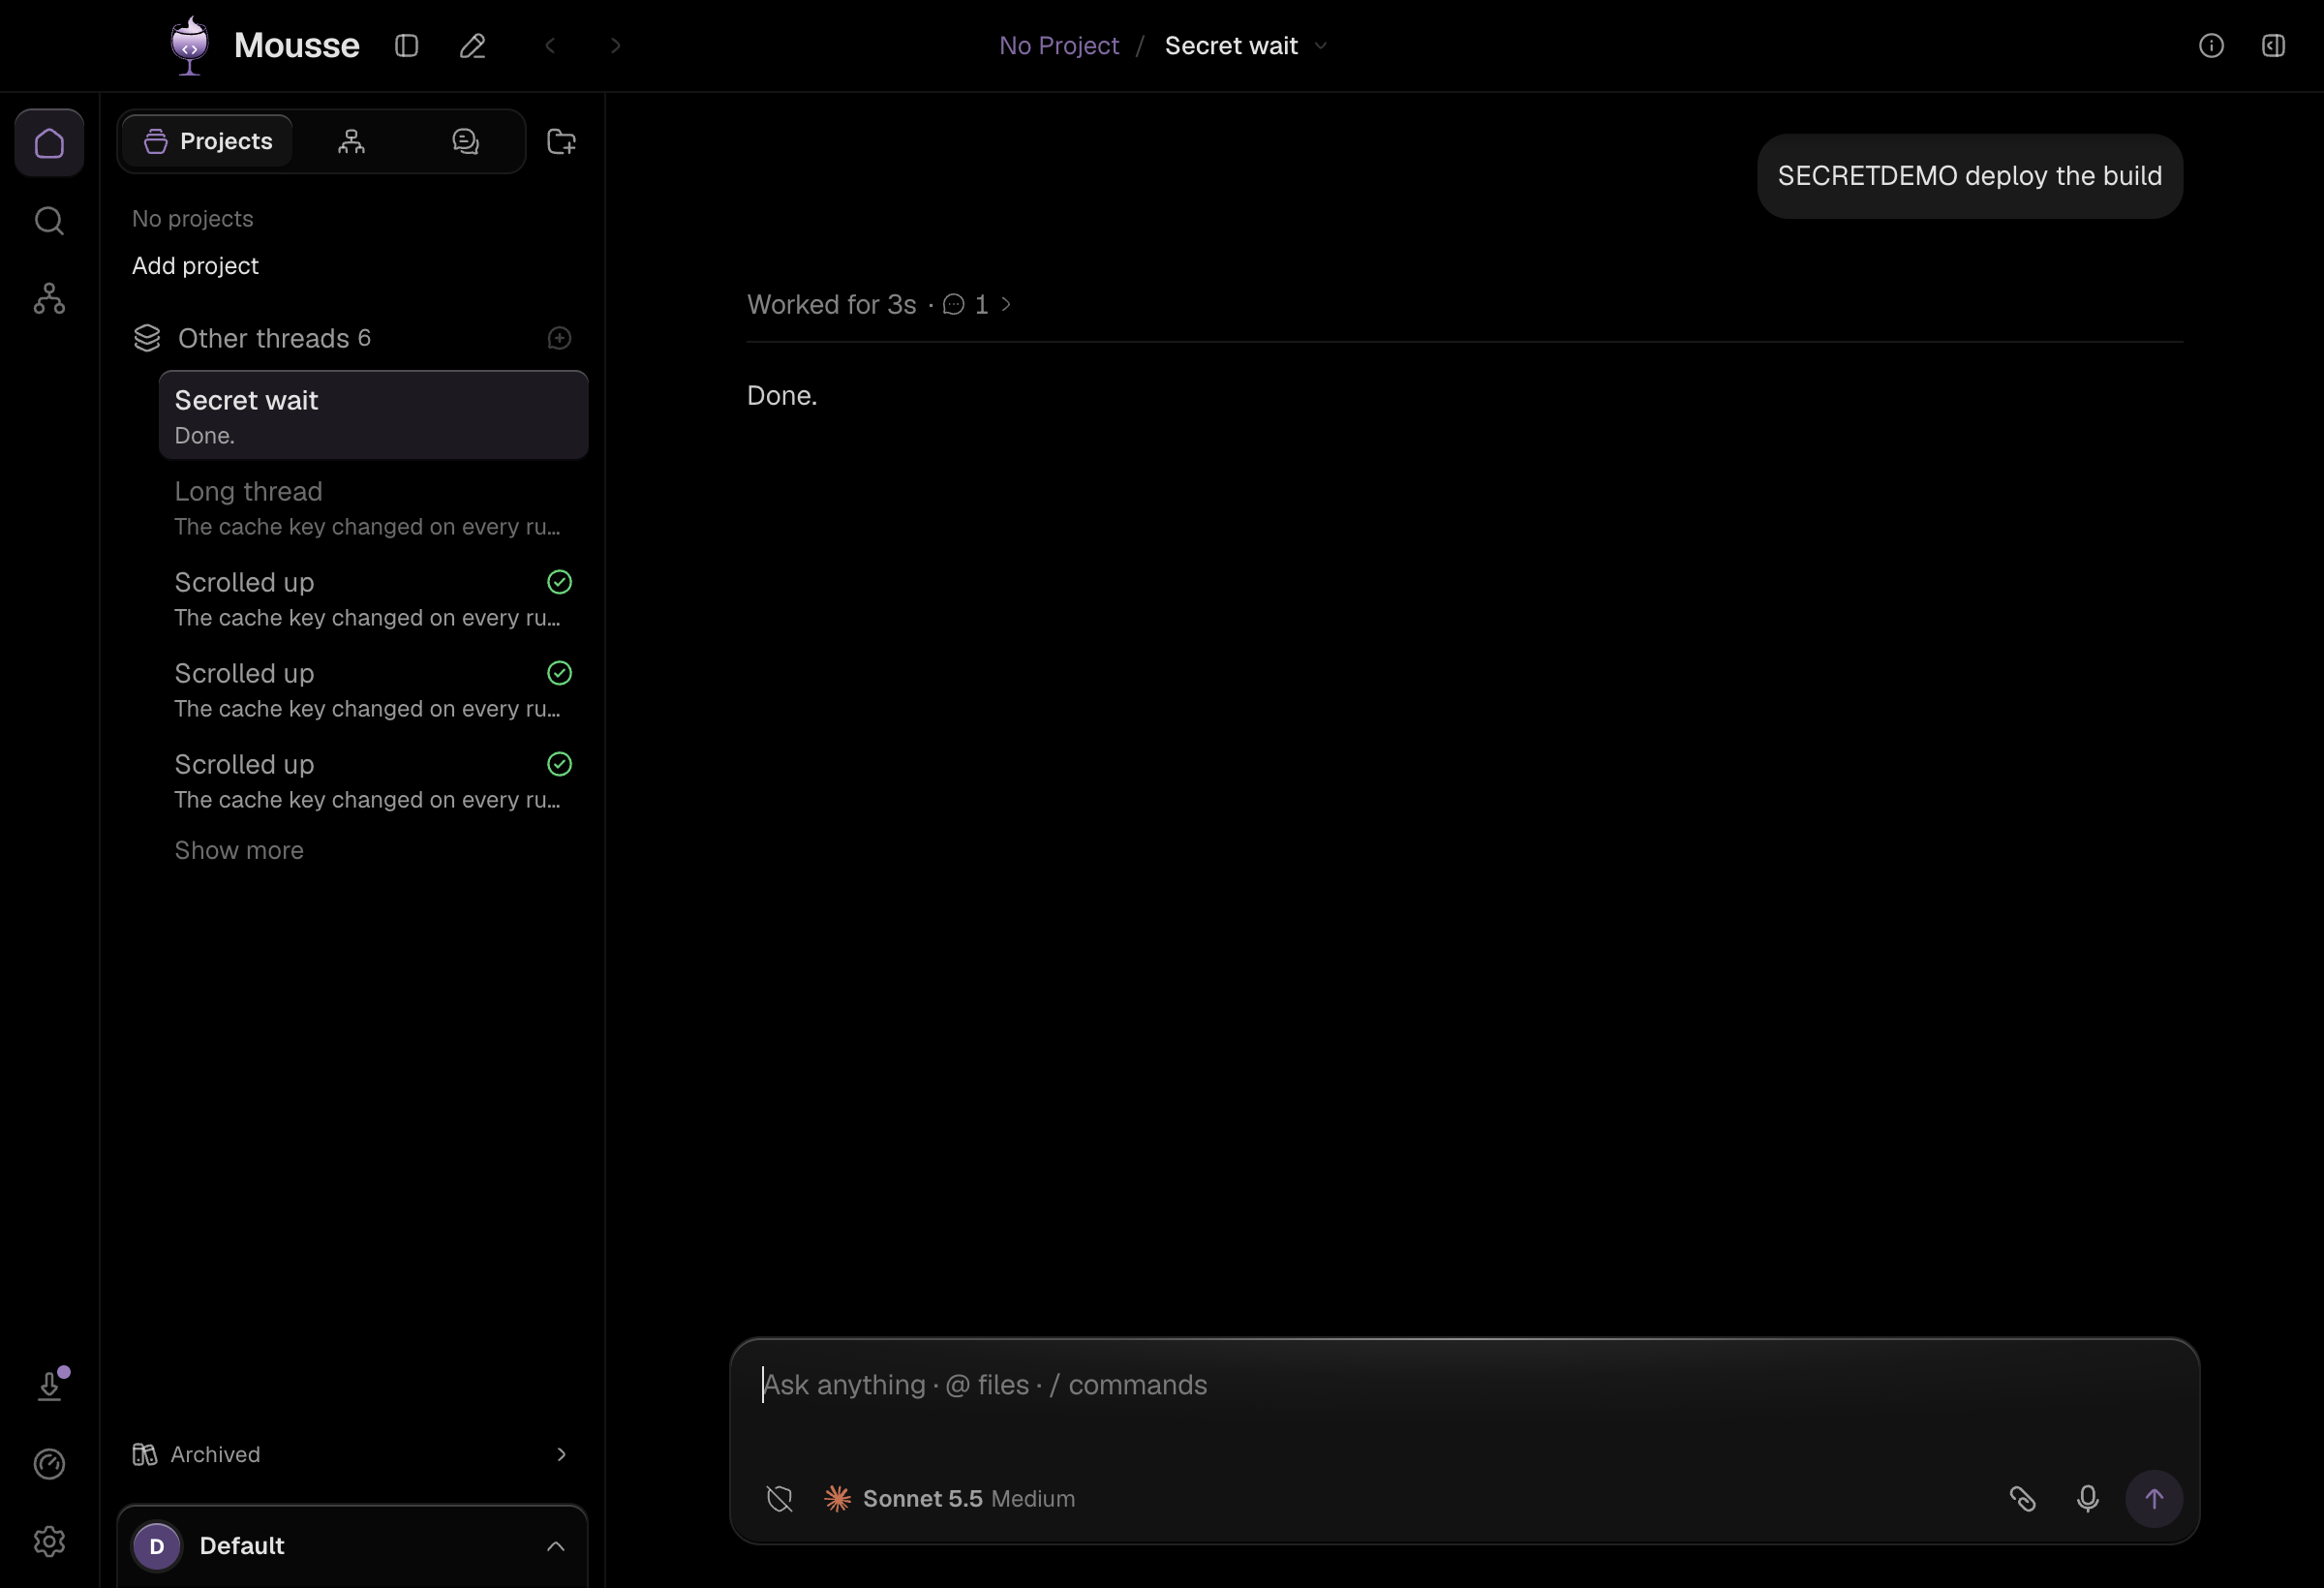 Mousse
No Project / Secret wait
Projects
No projects
Add project
Other threads 6
Secret wait
Done.
Long thread
The cache key changed on every ru...
Scrolled up
The cache key changed on every ru...
Scrolled up
The cache key changed on every ru...
Scrolled up
The cache key changed on every ru...
Show more
Archived
D Default
SECRETDEMO deploy the build
Worked for 3s · 1
Done.
Ask anything · @ files · / commands
Sonnet 5.5 Medium